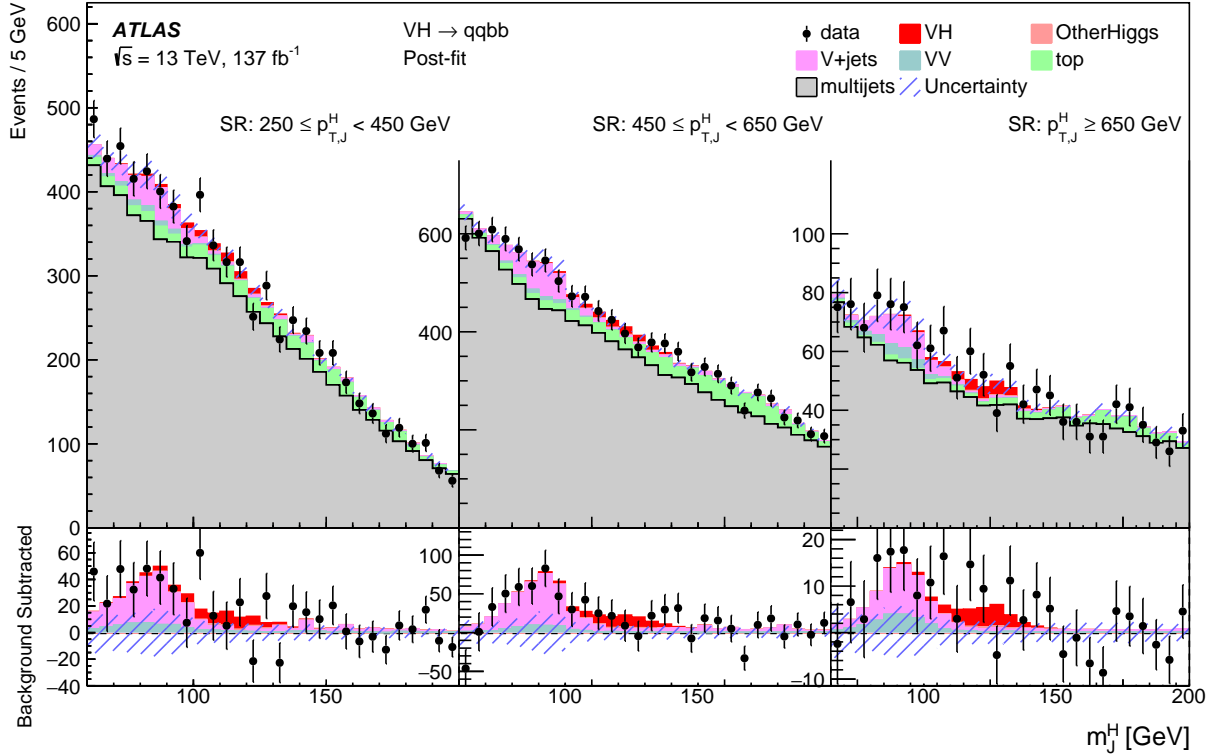 ATLAS
√s = 13 TeV, 137 fb⁻¹
VH → qqbb
Post-fit
data
VH
OtherHiggs
V+jets
VV
top
multijets
Uncertainty
SR: 250 ≤ p^H_T,J < 450 GeV
SR: 450 ≤ p^H_T,J < 650 GeV
SR: p^H_T,J ≥ 650 GeV
Events / 5 GeV
600
500
400
300
200
100
0
600
400
100
80
60
40
Background Subtracted
60
40
20
0
−20
−40
100
50
−50
20
10
−10
100
150
100
150
100
150
200
m^H_J [GeV]